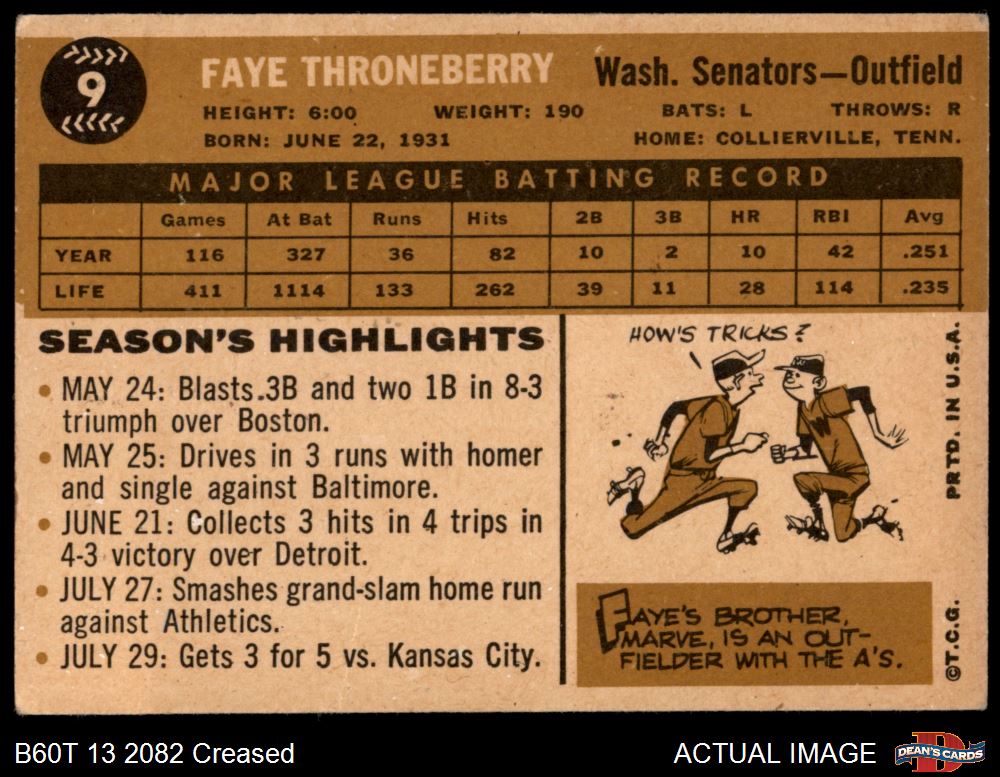 9
FAYE THRONEBERRY
Wash. Senators—Outfield
HEIGHT: 6:00 WEIGHT: 190 BATS: L THROWS: R
BORN: JUNE 22, 1931 HOME: COLLIERVILLE, TENN.
MAJOR LEAGUE BATTING RECORD
Games At Bat Runs Hits 2B 3B HR RBI Avg
YEAR 116 327 36 82 10 2 10 42 .251
LIFE 411 1114 133 262 39 11 28 114 .235
SEASON'S HIGHLIGHTS
• MAY 24: Blasts.3B and two 1B in 8-3
triumph over Boston.
• MAY 25: Drives in 3 runs with homer
and single against Baltimore.
• JUNE 21: Collects 3 hits in 4 trips in
4-3 victory over Detroit.
• JULY 27: Smashes grand-slam home run
against Athletics.
• JULY 29: Gets 3 for 5 vs. Kansas City.
HOW'S TRICKS?
W
FAYE'S BROTHER,
MARVE, IS AN OUT-
FIELDER WITH THE A'S.
©T.C.G. PRTD. IN U.S.A.
B60T 13 2082 Creased
ACTUAL IMAGE
D
DEAN'S CARDS